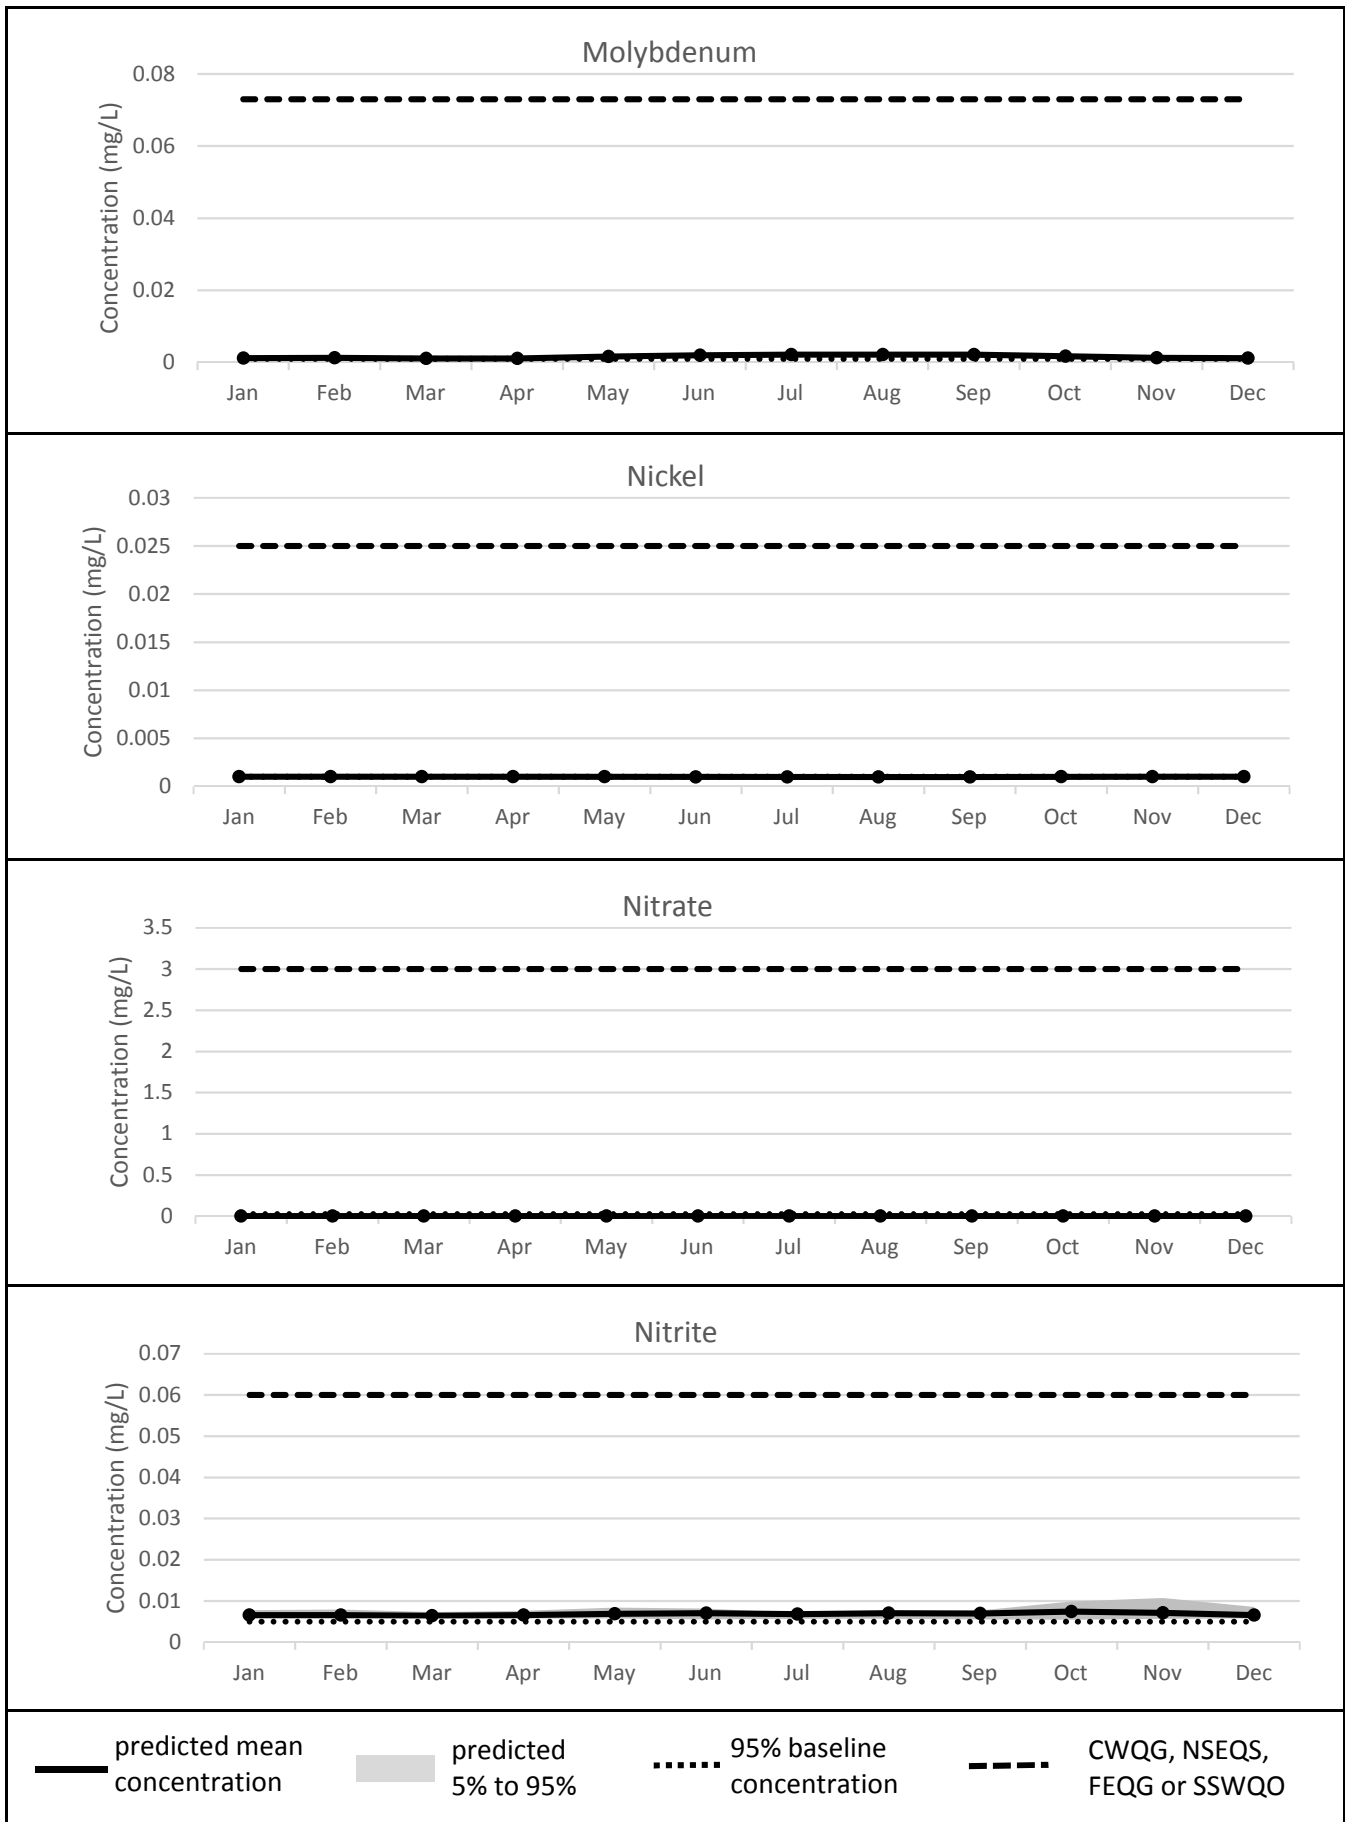 Molybdenum
Concentration (mg/L)
0.08
0.06
0.04
0.02
0
Jan Feb Mar Apr May Jun Jul Aug Sep Oct Nov Dec
Nickel
Concentration (mg/L)
0.03
0.025
0.02
0.015
0.01
0.005
0
Jan Feb Mar Apr May Jun Jul Aug Sep Oct Nov Dec
Nitrate
Concentration (mg/L)
3.5
3
2.5
2
1.5
1
0.5
0
Jan Feb Mar Apr May Jun Jul Aug Sep Oct Nov Dec
Nitrite
Concentration (mg/L)
0.07
0.06
0.05
0.04
0.03
0.02
0.01
0
Jan Feb Mar Apr May Jun Jul Aug Sep Oct Nov Dec
predicted mean
concentration
predicted
5% to 95%
95% baseline
concentration
CWQG, NSEQS,
FEQG or SSWQO